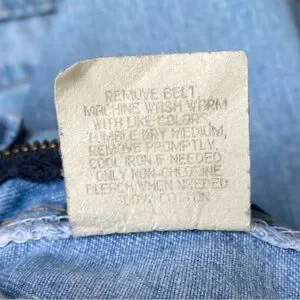 REMOVE BELT.
MACHINE WASH WARM
WITH LIKE COLORS
TUMBLE DRY MEDIUM,
REMOVE PROMPTLY.
COOL IRON IF NEEDED
ONLY NON-CHLORINE
BLEACH WHEN NEEDED
100% COTTON